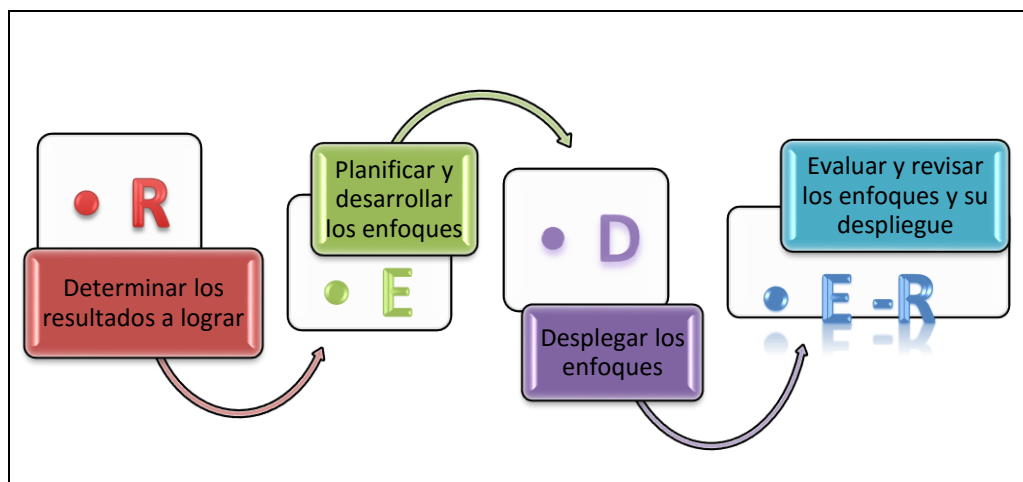 • R
Determinar los
resultados a lograr
Planificar y
desarrollar
los enfoques
• E
• D
Desplegar los
enfoques
Evaluar y revisar
los enfoques y su
despliegue
• E -R